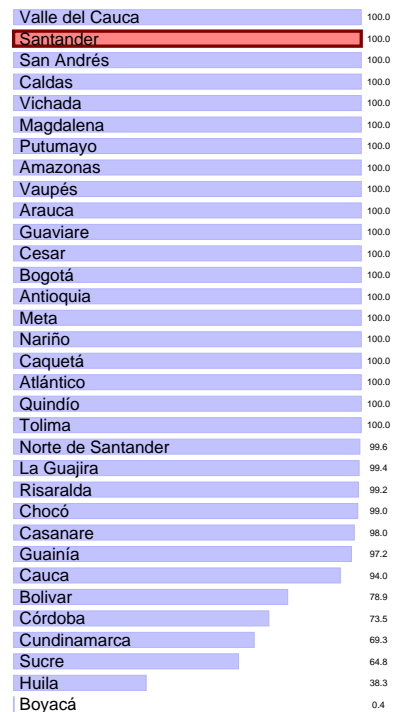 Valle del Cauca 100.0
Santander 100.0
San Andrés 100.0
Caldas 100.0
Vichada 100.0
Magdalena 100.0
Putumayo 100.0
Amazonas 100.0
Vaupés 100.0
Arauca 100.0
Guaviare 100.0
Cesar 100.0
Bogotá 100.0
Antioquia 100.0
Meta 100.0
Nariño 100.0
Caquetá 100.0
Atlántico 100.0
Quindío 100.0
Tolima 100.0
Norte de Santander 99.6
La Guajira 99.4
Risaralda 99.2
Chocó 99.0
Casanare 98.0
Guainía 97.2
Cauca 94.0
Bolivar 78.9
Córdoba 73.5
Cundinamarca 69.3
Sucre 64.8
Huila 38.3
Boyacá 0.4